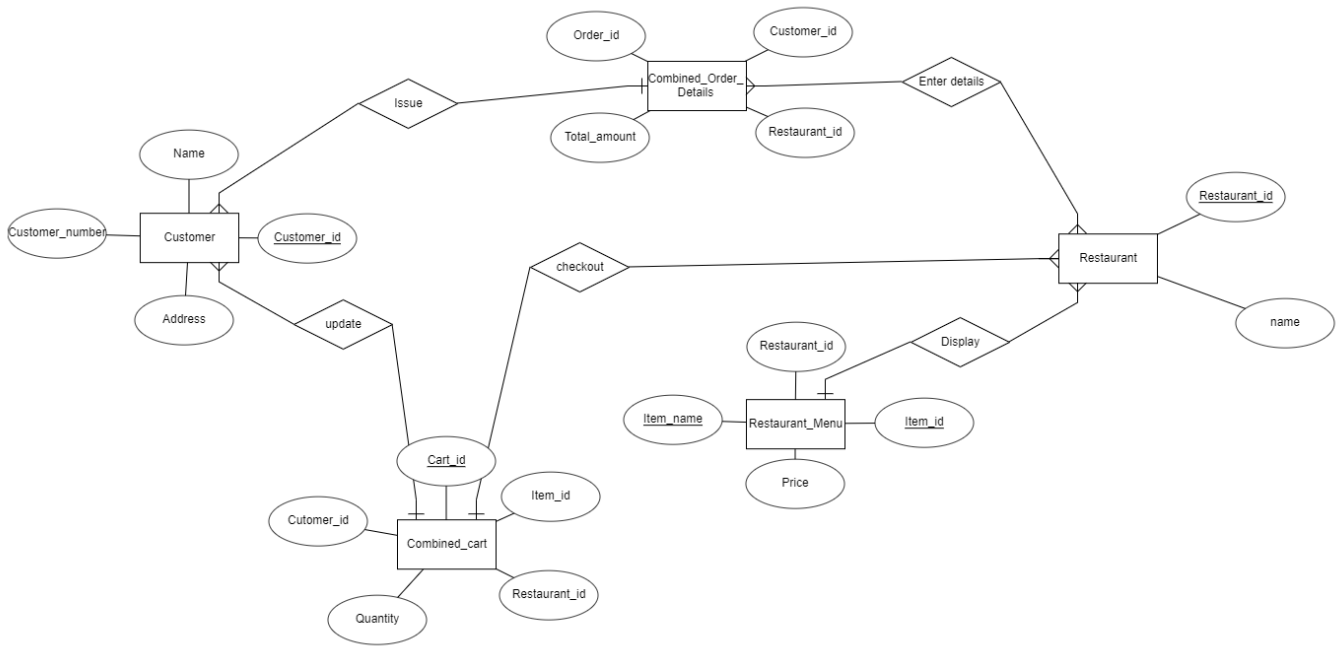 Order_id
Customer_id
Combined_Order_
Details
Enter details
Issue
Total_amount
Restaurant_id
Name
Restaurant_id
Customer_number
Customer
Customer_id
checkout
Restaurant
Address
update
name
Restaurant_id
Display
Item_name
Restaurant_Menu
Item_id
Cart_id
Price
Item_id
Cutomer_id
Combined_cart
Restaurant_id
Quantity